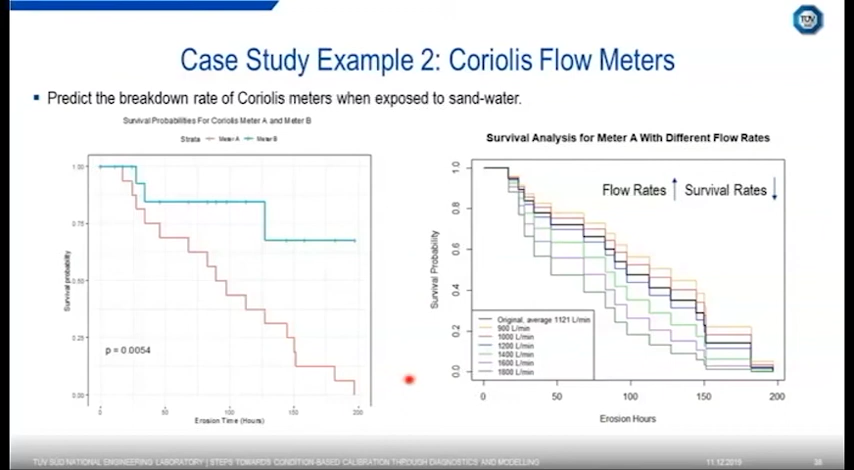 TÜV
Case Study Example 2: Coriolis Flow Meters
▪ Predict the breakdown rate of Coriolis meters when exposed to sand-water.
Survival Probabilities For Coriolis Meter A and Meter B
Strata Meter A Meter B
1.00
0.75
0.50
0.25
0.00
Survival probability
p = 0.0054
0 50 100 150 200
Erosion Time (Hours)
Survival Analysis for Meter A With Different Flow Rates
Flow Rates ↑ Survival Rates ↓
1.0
0.8
0.6
0.4
0.2
0.0
Survival Probability
Original, average 1121 L/min
900 L/min
1000 L/min
1200 L/min
1400 L/min
1600 L/min
1800 L/min
0 50 100 150 200
Erosion Hours
TÜV SÜD NATIONAL ENGINEERING LABORATORY | STEPS TOWARDS CONDITION-BASED CALIBRATION THROUGH DIAGNOSTICS AND MODELLING
11.12.2019